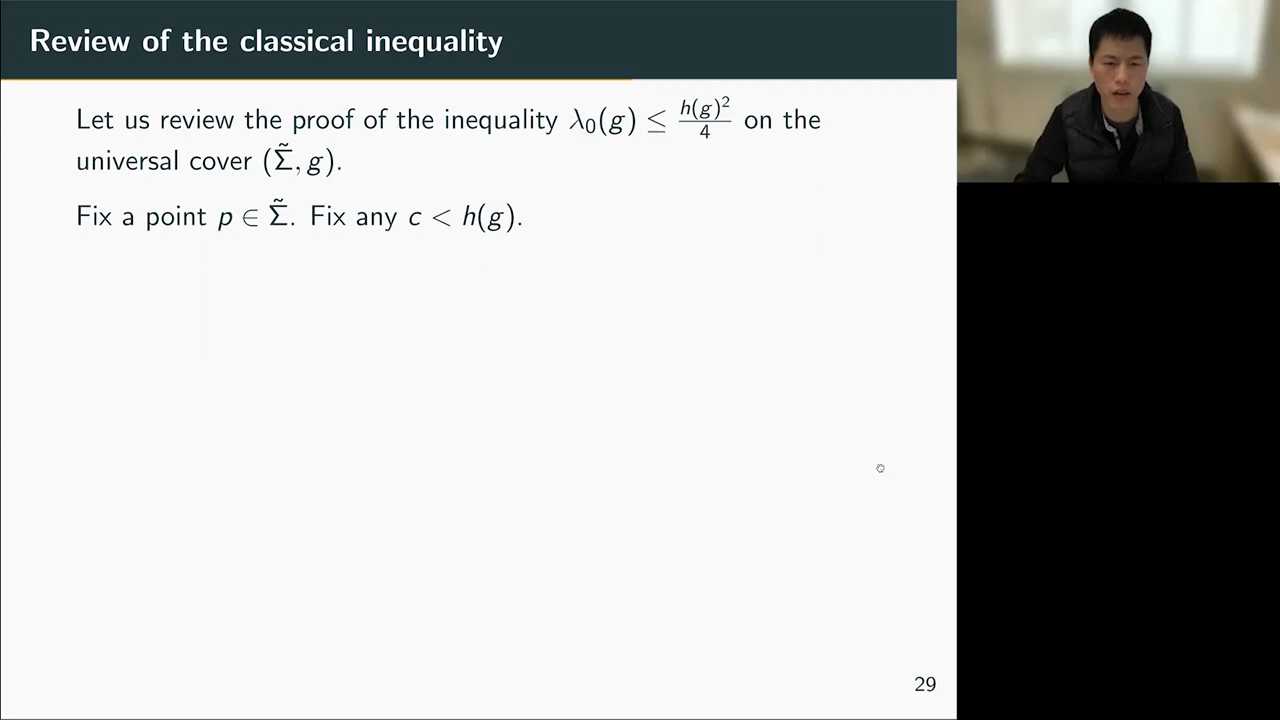 Review of the classical inequality
Let us review the proof of the inequality λ₀(g) ≤ h(g)²/4 on the
universal cover (Σ̃, g).
Fix a point p ∈ Σ̃. Fix any c < h(g).
29